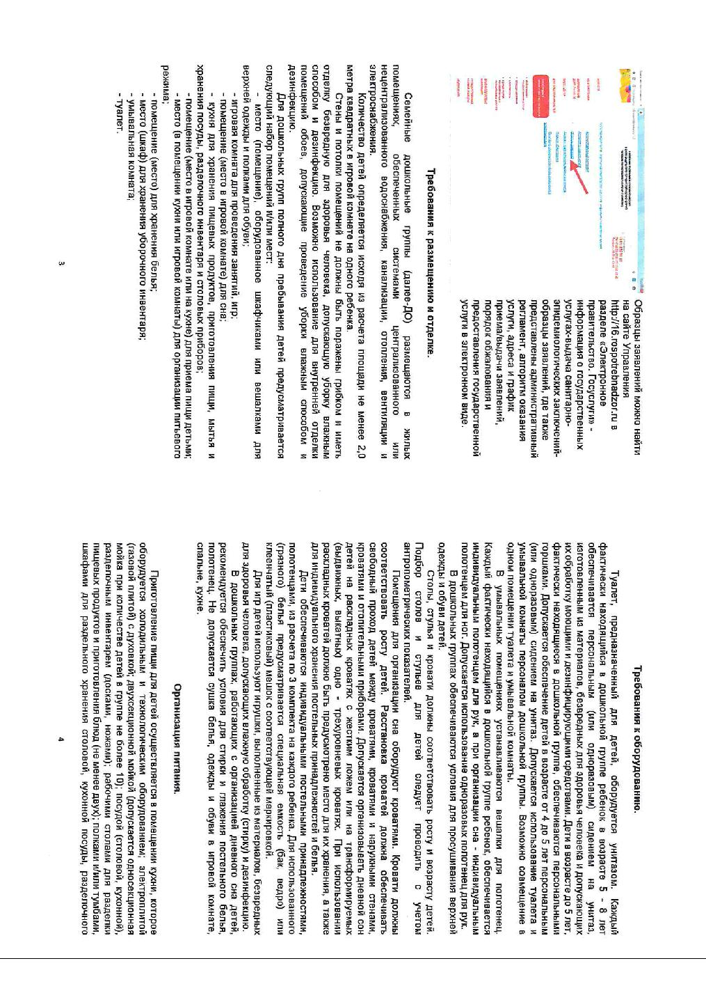 Образцы заявлений можно найти
на сайте Управления
http://16.rospotrebnadzor.ru в
разделе «Электронное
правительство. Госуслуги» -
информация о государственных
услугах-выдача санитарно-
эпидемиологических заключений-
образцы заявлений, где также
представлены административный
регламент, алгоритм оказания
услуги, адреса и график
приема/выдачи заявлений,
порядок обжалования и
предоставления государственной
услуги в электронном виде.
Требования к размещению и отделке.
Семейные дошкольные группы (далее-ДО) размещаются в жилых
помещениях, обеспеченных системами централизованного или
нецентрализованного водоснабжения, канализации, отопления, вентиляции и
электроснабжения.
Количество детей определяется исходя из расчета площади не менее 2,0
метра квадратных в игровой комнате на одного ребенка
Стены и потолки помещений не должны быть поражены грибком и иметь
отделку безвредную для здоровья человека, допускающую уборку влажным
способом и дезинфекцию. Возможно использование для внутренней отделки
помещений обоев, допускающие проведение уборки влажным способом и
дезинфекцию.
Для дошкольных групп полного дня пребывания детей предусматривается
следующий набор помещений и/или мест:
- место (помещение), оборудованное шкафчиками или вешалками для
верхней одежды и полками для обуви;
- игровая комната для проведения занятий. игр;
- помещение (место в игровой комнате) для сна;
- кухня для хранения пищевых продуктов, приготовления пищи, мытья и
хранения посуды, разделочного инвентаря и столовых приборов;
- помещение (место в игровой комнате или на кухне) для приема пищи детьми;
- место (в помещении кухни или игровой комнаты) для организации питьевого
режима;
- помещение (место) для хранения белья;
- место (шкаф) для хранения уборочного инвентаря;
- умывальная комната;
- туалет.
3
Требования к оборудованию.
Туалет, предназначенный для детей, оборудуется унитазом. Каждый
фактически находящийся в дошкольной группе ребенок в возрасте 5 - 8 лет
обеспечивается персональным (или одноразовым) сидением на унитаз,
изготовленным из материалов, безвредных для здоровья человека и допускающих
их обработку моющими и дезинфицирующими средствами. Дети в возрасте до 5 лет,
фактически находящиеся в дошкольной группе, обеспечиваются персональными
горшками. Допускается обеспечение детей в возрасте от 4 до 5 лет персональным
(или одноразовым) сидением на унитаз. Допускается использование туалета и
умывальной комнаты персоналом дошкольной группы. Возможно совмещение в
одном помещении туалета и умывальной комнаты.
В умывальных помещениях устанавливаются вешалки для полотенец.
Каждый фактически находящийся в дошкольной группе ребенок, обеспечивается
индивидуальным полотенцем для рук, а при организации сна - индивидуальным
полотенцем для ног. Допускается использование одноразовых полотенец для рук.
В дошкольных группах обеспечиваются условия для просушивания верхней
одежды и обуви детей.
Столы, стулья и кровати должны соответствовать росту и возрасту детей.
Подбор столов и стульев для детей следует проводить с учетом
антропометрических показателей.
Помещения для организации сна оборудуют кроватями. Кровати должны
соответствовать росту детей. Расстановка кроватей должна обеспечивать
свободный проход детей между кроватями, кроватями и наружными стенами,
кроватями и отопительными приборами. Допускается организовывать дневной сон
детей на раскладных кроватях с жестким ложем или на трансформируемых
(выдвижных, выкатных) одно - трехуровневых кроватях. При использовании
раскладных кроватей должно быть предусмотрено место для их хранения, а также
для индивидуального хранения постельных принадлежностей и белья.
Дети обеспечиваются индивидуальными постельными принадлежностями,
полотенцами, из расчета по 3 комплекта на каждого ребенка. Для использованного
(грязного) белья предусматривается специальная емкость (бак, ведро) или
клеенчатый (пластиковый) мешок с соответствующей маркировкой.
Для игр детей используют игрушки, выполненные из материалов, безвредных
для здоровья человека, допускающих влажную обработку (стирку) и дезинфекцию.
В дошкольных группах, работающих с организацией дневного сна детей,
рекомендуется обеспечить условия для стирки и глажения постельного белья,
полотенец. Не допускается сушка белья, одежды и обуви в игровой комнате,
спальне, кухне.
Организация питания.
Приготовление пищи для детей осуществляется в помещении кухни, которое
оборудуется холодильным и технологическим оборудованием; электроплитой
(газовой плитой) с духовкой; двухсекционной мойкой (допускается односекционная
мойка при количестве детей в группе не более 10); посудой (столовой, кухонной),
разделочным инвентарем (досками, ножами); рабочими столами для разделки
пищевых продуктов и приготовления блюд (не менее двух); полками и/или тумбами,
шкафами для раздельного хранения столовой, кухонной посуды, разделочного
4